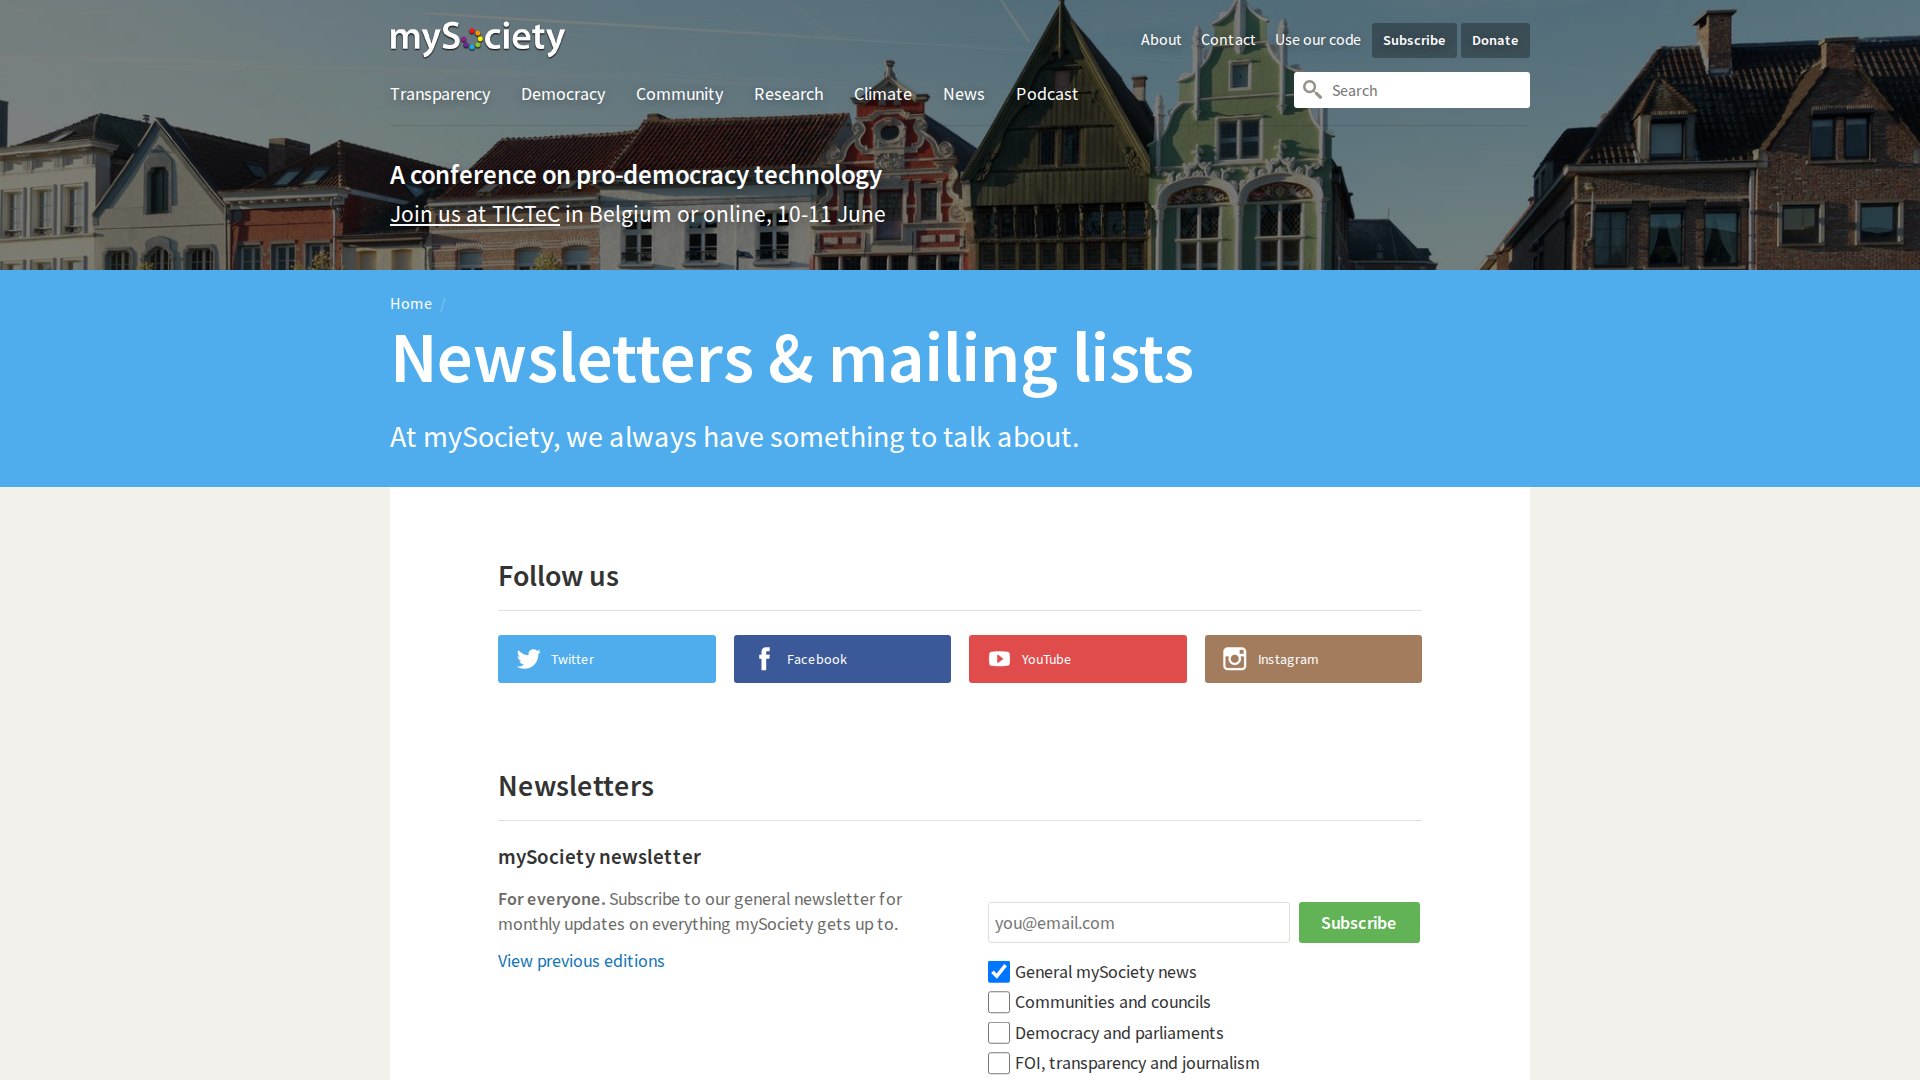 mySociety
About
Contact
Use our code
Subscribe
Donate
Transparency
Democracy
Community
Research
Climate
News
Podcast
Search
A conference on pro-democracy technology
Join us at TICTeC in Belgium or online, 10-11 June
Home /
Newsletters & mailing lists
At mySociety, we always have something to talk about.
Follow us
Twitter
Facebook
YouTube
Instagram
Newsletters
mySociety newsletter
For everyone. Subscribe to our general newsletter for
monthly updates on everything mySociety gets up to.
View previous editions
you@email.com
Subscribe
General mySociety news
Communities and councils
Democracy and parliaments
FOI, transparency and journalism